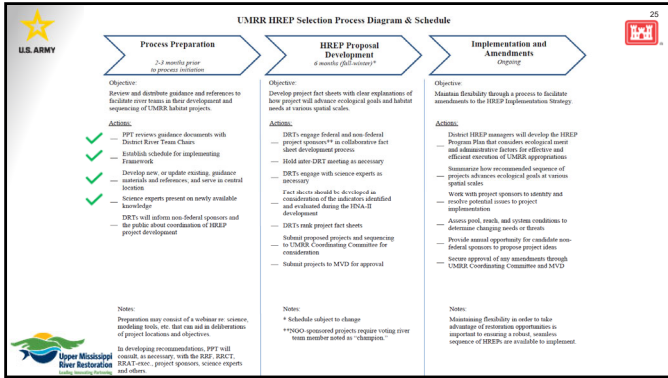 UMRR HREP Selection Process Diagram & Schedule
25
U.S. ARMY
Process Preparation
2-3 months prior
to process initiation
Objective:
Review and distribute guidance and references to
facilitate river teams in their development and
sequencing of UMRR habitat projects.
Actions:
— PPT reviews guidance documents with
District River Team Chairs
— Establish schedule for implementing
Framework
— Develop new, or update existing, guidance
materials and references; and serve in central
location
— Science experts present on newly available
knowledge
DRTs will inform non-federal sponsors and
the public about coordination of HREP
project development
Notes:
Preparation may consist of a webinar re: science,
modeling tools, etc. that can aid in deliberations
of project locations and objectives.
In developing recommendations, PPT will
consult, as necessary, with the RRF, RRCT,
RRAT-exec., project sponsors, science experts
and others.
HREP Proposal
Development
6 months (fall/winter)*
Objective:
Develop project fact sheets with clear explanations of
how project will advance ecological goals and habitat
needs at various spatial scales.
Actions:
DRTs engage federal and non-federal
— project sponsors** in collaborative fact
sheet development process
— Hold inter-DRT meeting as necessary
— DRTs engage with science experts as
necessary
Fact sheets should be developed in
— consideration of the indicators identified
and evaluated during the HNA-II
development
— DRTs rank project fact sheets
Submit proposed projects and sequencing
— to UMRR Coordinating Committee for
consideration
— Submit projects to MVD for approval
Notes:
* Schedule subject to change
**NGO-sponsored projects require voting river
team member noted as "champion."
Implementation and
Amendments
Ongoing
Objective:
Maintain flexibility through a process to facilitate
amendments to the HREP Implementation Strategy.
Actions:
District HREP managers will develop the HREP
— Program Plan that considers ecological merit
and administrative factors for effective and
efficient execution of UMRR appropriations
Summarize how recommended sequence of
— projects advances ecological goals at various
spatial scales
Work with project sponsors to identify and
— resolve potential issues to project
implementation
— Assess pool, reach, and system conditions to
determine changing needs or threats
— Provide annual opportunity for candidate non-
federal sponsors to propose project ideas
— Secure approval of any amendments through
UMRR Coordinating Committee and MVD
Notes:
Maintaining flexibility in order to take
advantage of restoration opportunities is
important to ensuring a robust, seamless
sequence of HREPs are available to implement.
Upper Mississippi
River Restoration
Leading, Innovating, Partnering